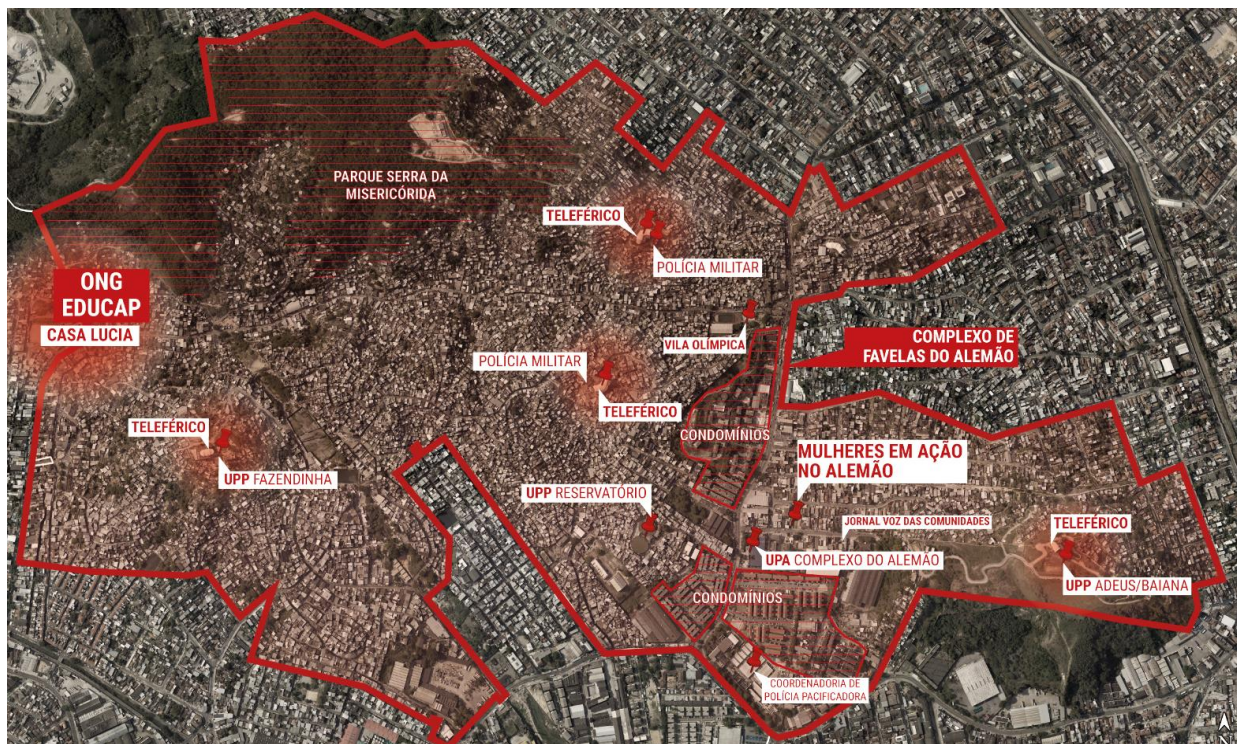 PARQUE SERRA DA
MISERICÓRIDA
TELEFÉRICO
POLÍCIA MILITAR
ONG
EDUCAP
CASA LUCIA
VILA OLÍMPICA
COMPLEXO DE
FAVELAS DO ALEMÃO
POLÍCIA MILITAR
TELEFÉRICO
TELEFÉRICO
UPP FAZENDINHA
CONDOMÍNIOS
MULHERES EM AÇÃO
NO ALEMÃO
UPP RESERVATÓRIO
JORNAL VOZ DAS COMUNIDADES
TELEFÉRICO
UPA COMPLEXO DO ALEMÃO
UPP ADEUS/BAIANA
CONDOMÍNIOS
COORDENADORIA DE
POLÍCIA PACIFICADORA
N